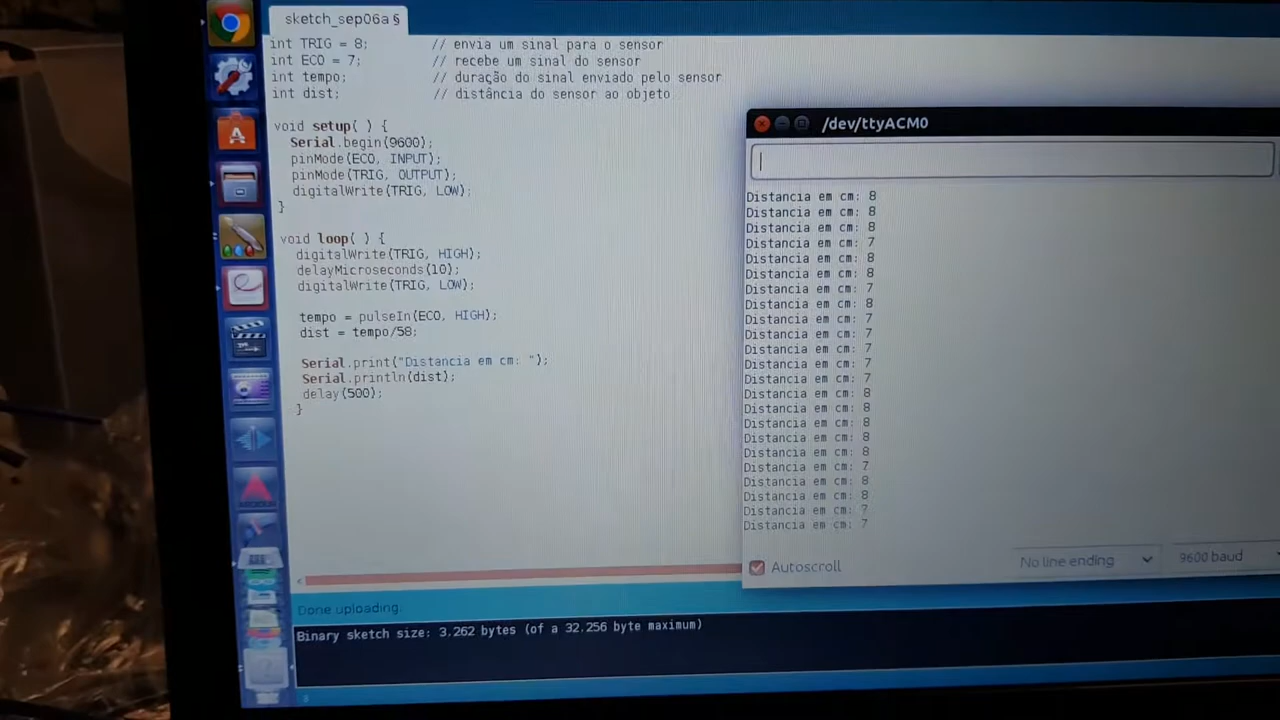 sketch_sep06a §
int TRIG = 8; // envia um sinal para o sensor
int ECO = 7; // recebe um sinal do sensor
int tempo; // duração do sinal enviado pelo sensor
int dist; // distância do sensor ao objeto
void setup( ) {
Serial.begin(9600);
pinMode(ECO, INPUT);
pinMode(TRIG, OUTPUT);
digitalWrite(TRIG, LOW);
}
void loop( ) {
digitalWrite(TRIG, HIGH);
delayMicroseconds(10);
digitalWrite(TRIG, LOW);
tempo = pulseIn(ECO, HIGH);
dist = tempo/58;
Serial.print("Distancia em cm: ");
Serial.println(dist);
delay(500);
}
Done uploading.
Binary sketch size: 3.262 bytes (of a 32.256 byte maximum)
/dev/ttyACM0
Distancia em cm: 8
Distancia em cm: 8
Distancia em cm: 8
Distancia em cm: 7
Distancia em cm: 8
Distancia em cm: 8
Distancia em cm: 7
Distancia em cm: 8
Distancia em cm: 7
Distancia em cm: 7
Distancia em cm: 7
Distancia em cm: 7
Distancia em cm: 7
Distancia em cm: 8
Distancia em cm: 8
Distancia em cm: 8
Distancia em cm: 8
Distancia em cm: 8
Distancia em cm: 7
Distancia em cm: 8
Distancia em cm: 8
Distancia em cm: 7
Distancia em cm: 7
Autoscroll
No line ending
9600 baud